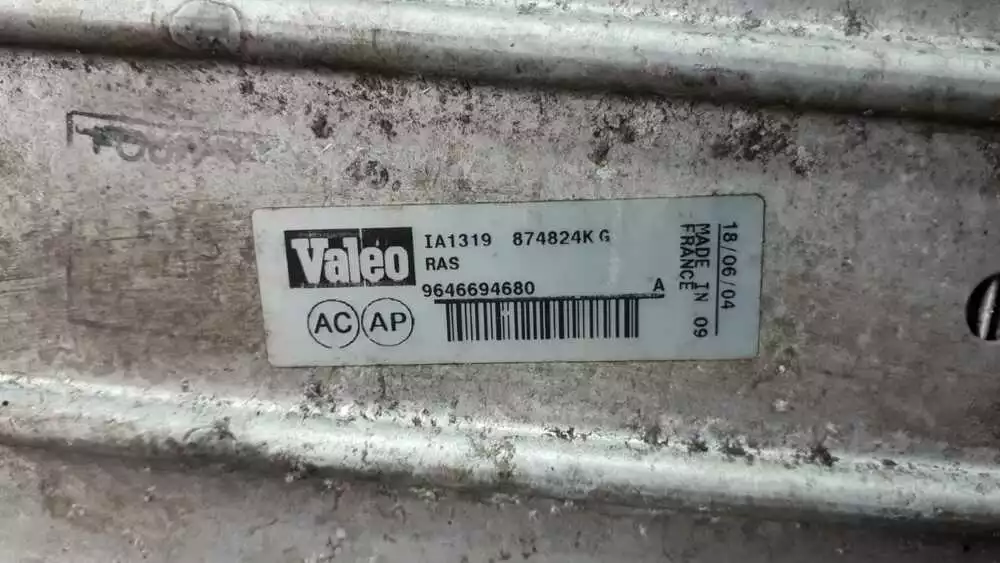 Valeo
IA1319 874824K G
RAS
9646694680 A
AC AP
18/06/04
MADE IN 09
FRANCE